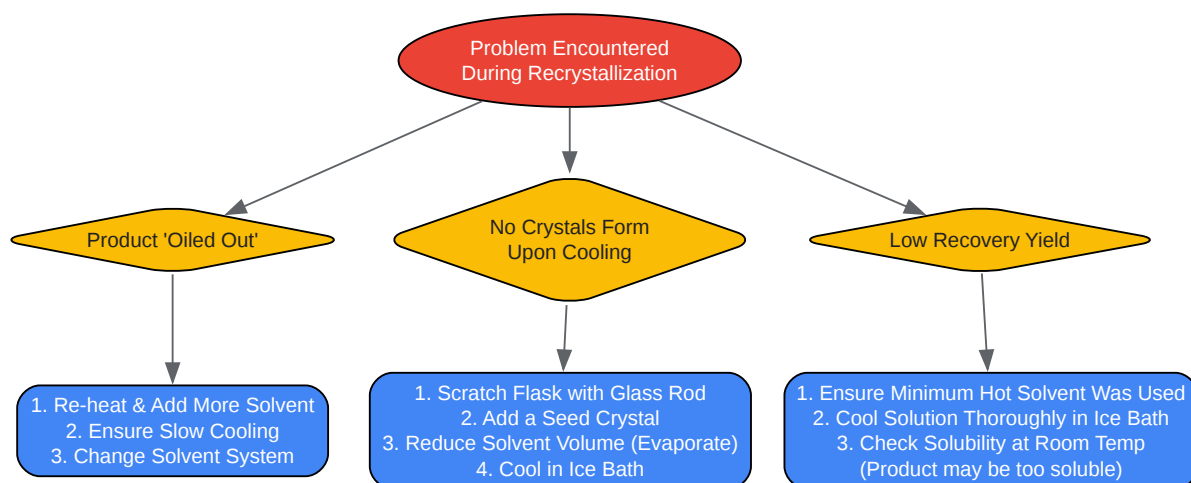 Problem Encountered
During Recrystallization
Product 'Oiled Out'
No Crystals Form
Upon Cooling
Low Recovery Yield
1. Re-heat & Add More Solvent
2. Ensure Slow Cooling
3. Change Solvent System
1. Scratch Flask with Glass Rod
2. Add a Seed Crystal
3. Reduce Solvent Volume (Evaporate)
4. Cool in Ice Bath
1. Ensure Minimum Hot Solvent Was Used
2. Cool Solution Thoroughly in Ice Bath
3. Check Solubility at Room Temp
(Product may be too soluble)